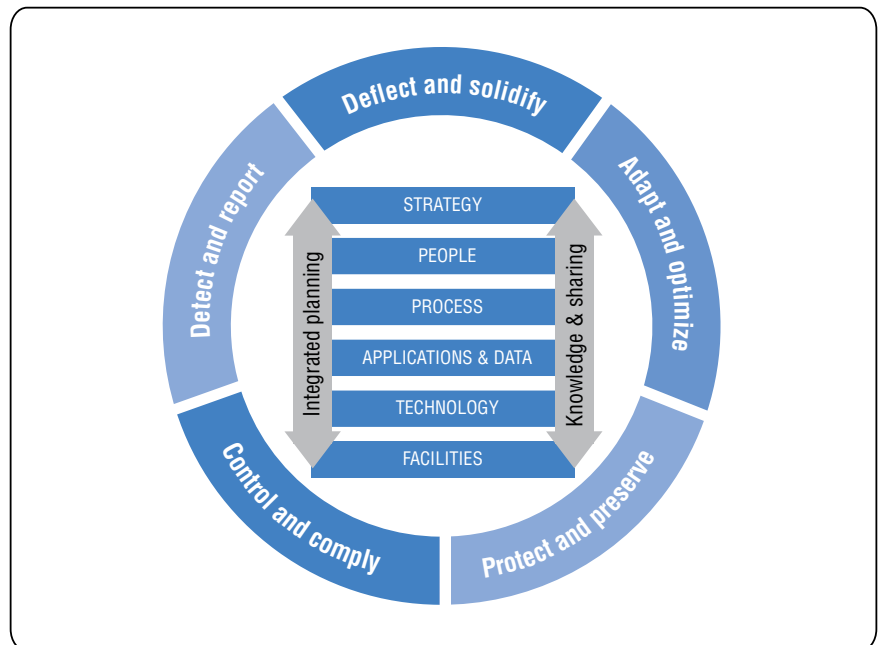 Deflect and solidify
Adapt and optimize
Protect and preserve
Control and comply
Detect and report
STRATEGY
PEOPLE
PROCESS
APPLICATIONS & DATA
TECHNOLOGY
FACILITIES
Integrated planning
Knowledge & sharing